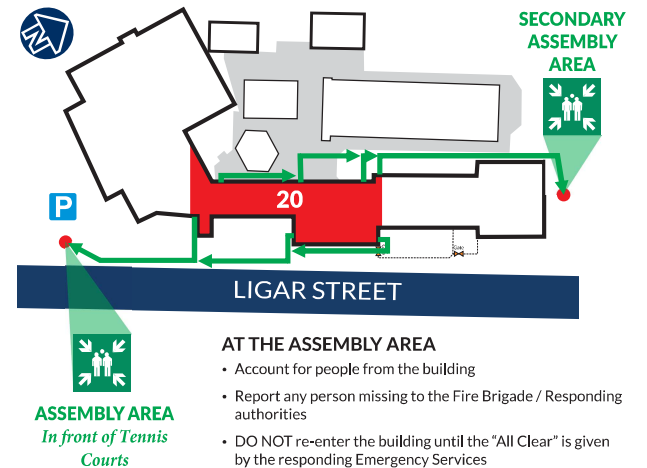 N
SECONDARY
ASSEMBLY
AREA
P
20
Gate
LIGAR STREET
AT THE ASSEMBLY AREA
• Account for people from the building
• Report any person missing to the Fire Brigade / Responding
authorities
• DO NOT re-enter the building until the “All Clear” is given
by the responding Emergency Services
ASSEMBLY AREA
In front of Tennis
Courts